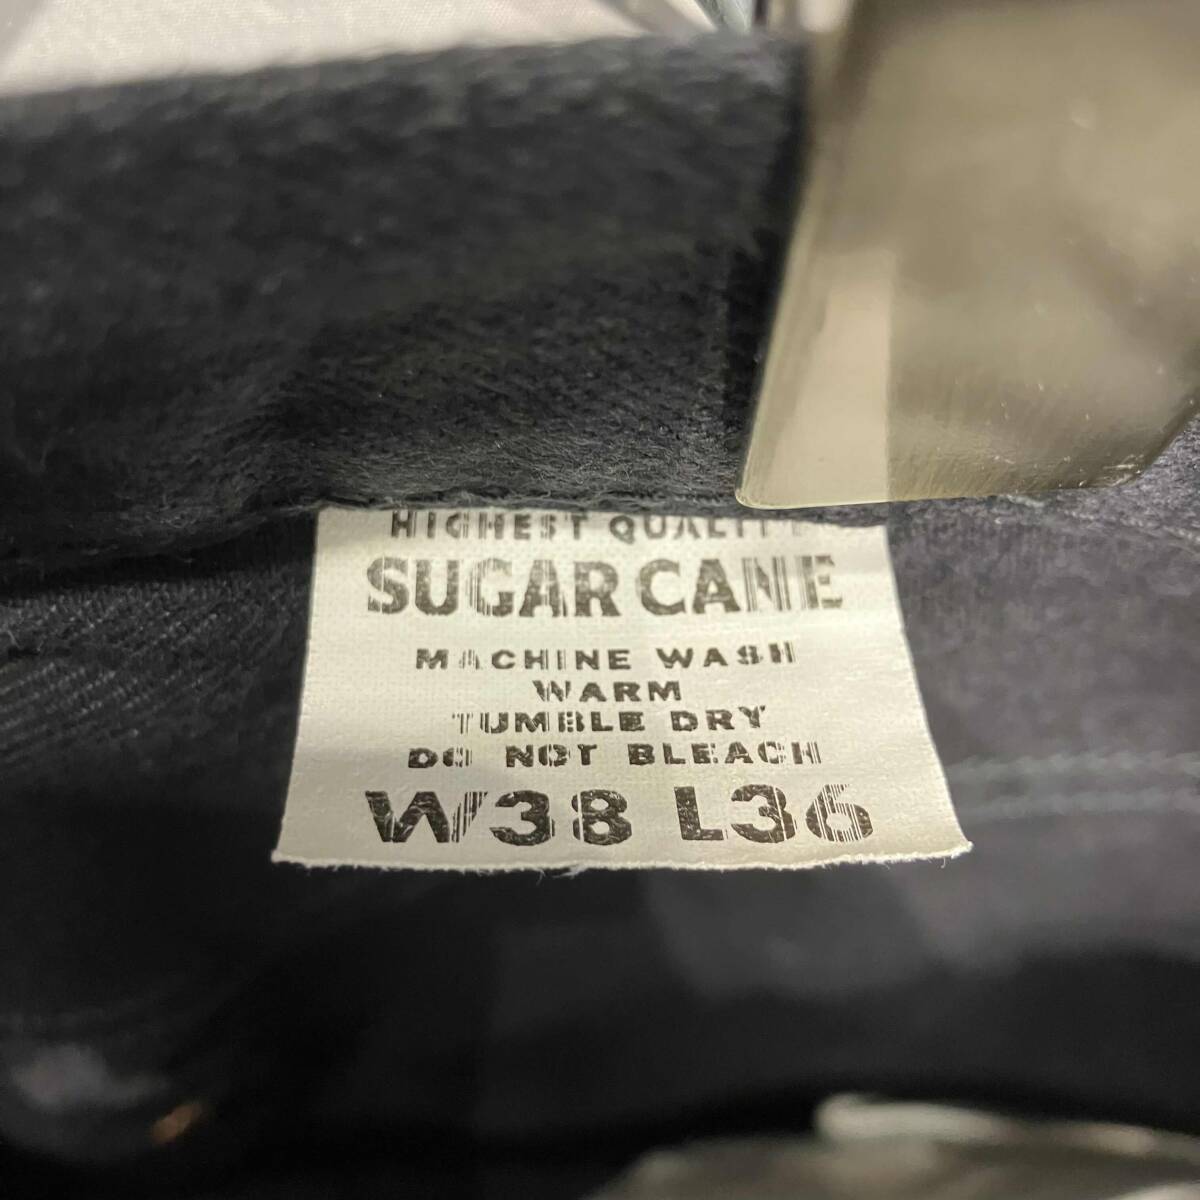 HIGHEST QUALITY
SUGAR CANE
MACHINE WASH
WARM
TUMBLE DRY
DO NOT BLEACH
W38 L36